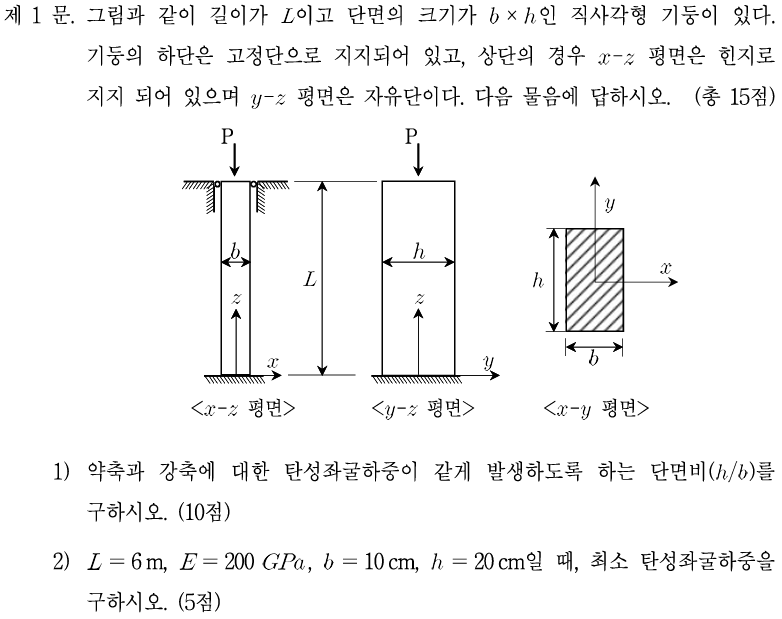 제 1 문. 그림과 같이 길이가 L이고 단면의 크기가 b × h인 직사각형 기둥이 있다.
기둥의 하단은 고정단으로 지지되어 있고, 상단의 경우 x-z 평면은 힌지로
지지 되어 있으며 y-z 평면은 자유단이다. 다음 물음에 답하시오. (총 15점)
P
P
b
h
L
z
z
x
y
y
x
h
b
<x-z 평면>
<y-z 평면>
<x-y 평면>
1) 약축과 강축에 대한 탄성좌굴하중이 같게 발생하도록 하는 단면비(h/b)를
구하시오. (10점)
2) L = 6 m, E = 200 GPa, b = 10 cm, h = 20 cm일 때, 최소 탄성좌굴하중을
구하시오. (5점)